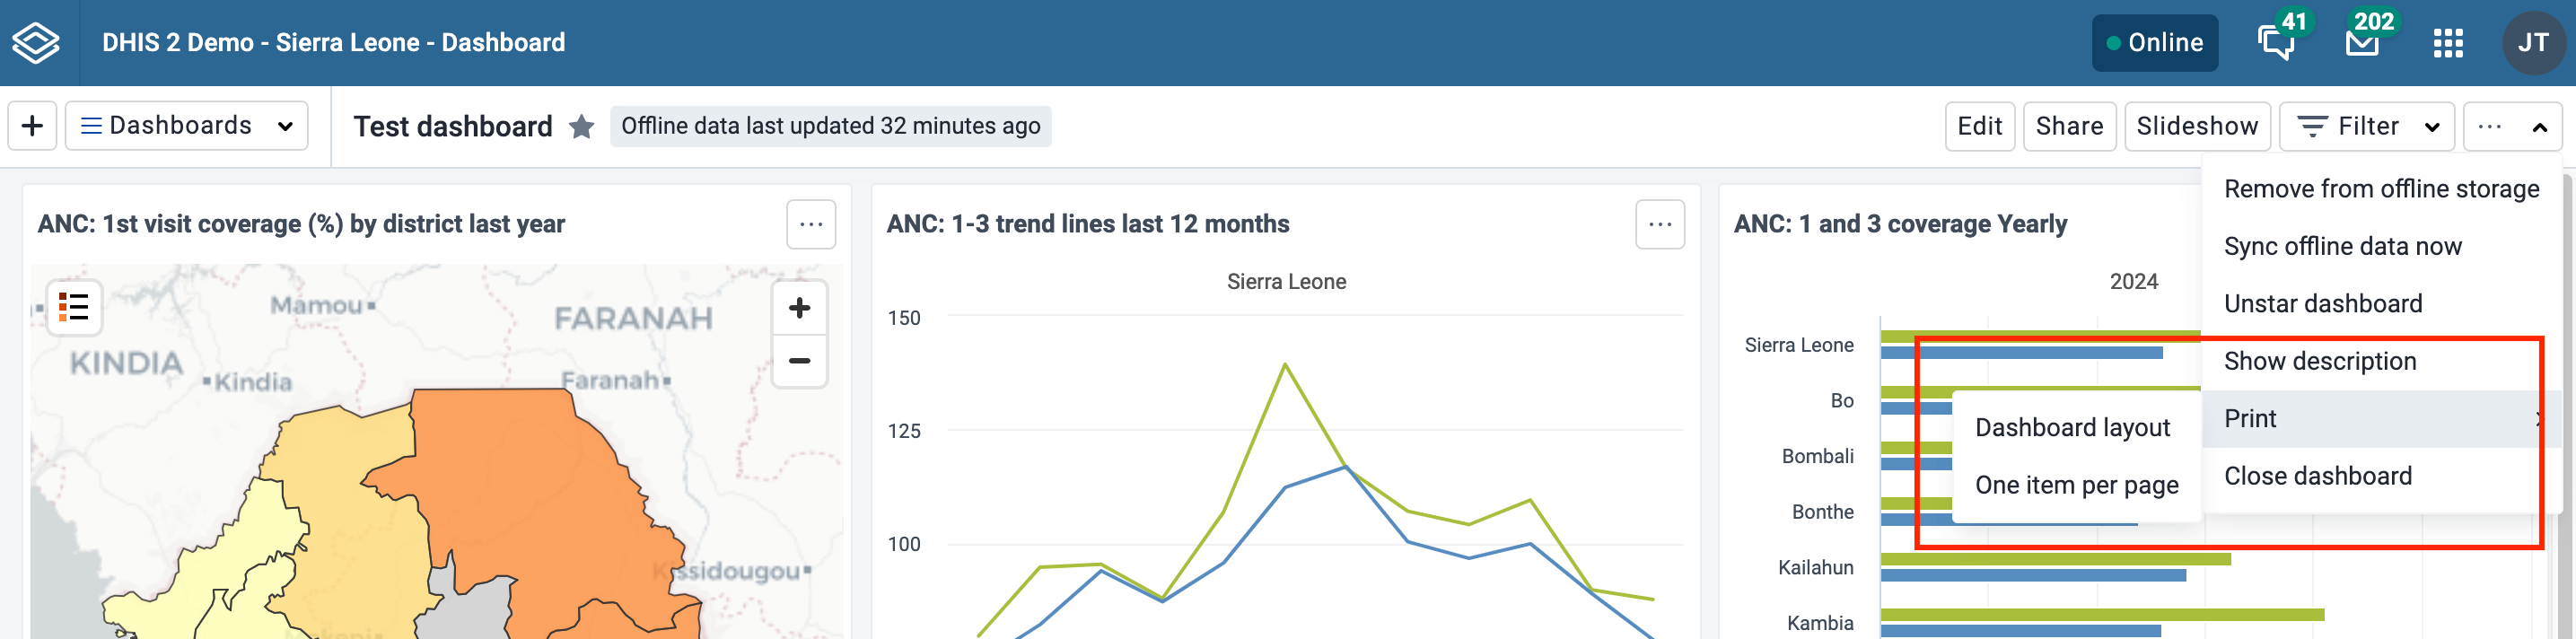 DHIS 2 Demo - Sierra Leone - Dashboard
Online
41
202
JT
Dashboards
Test dashboard
Offline data last updated 32 minutes ago
Edit
Share
Slideshow
Filter
Remove from offline storage
Sync offline data now
Unstar dashboard
Show description
Print
Close dashboard
Dashboard layout
One item per page
ANC: 1st visit coverage (%) by district last year
Mamou
FARANAH
KINDIA
Kindia
Faranah
ANC: 1-3 trend lines last 12 months
Sierra Leone
150
125
100
ANC: 1 and 3 coverage Yearly
2024
Sierra Leone
Bo
Bombali
Bonthe
Kailahun
Kambia